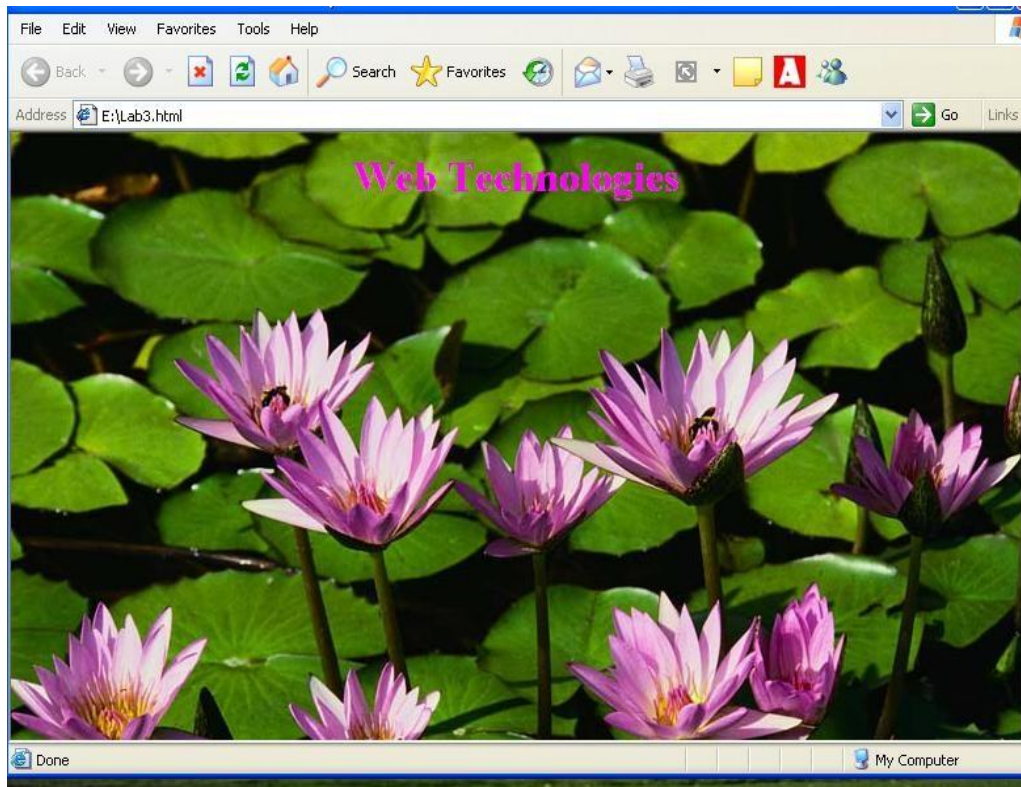 File Edit View Favorites Tools Help
Back Search Favorites
Address E:\Lab3.html Go Links
Web Technologies
Done My Computer